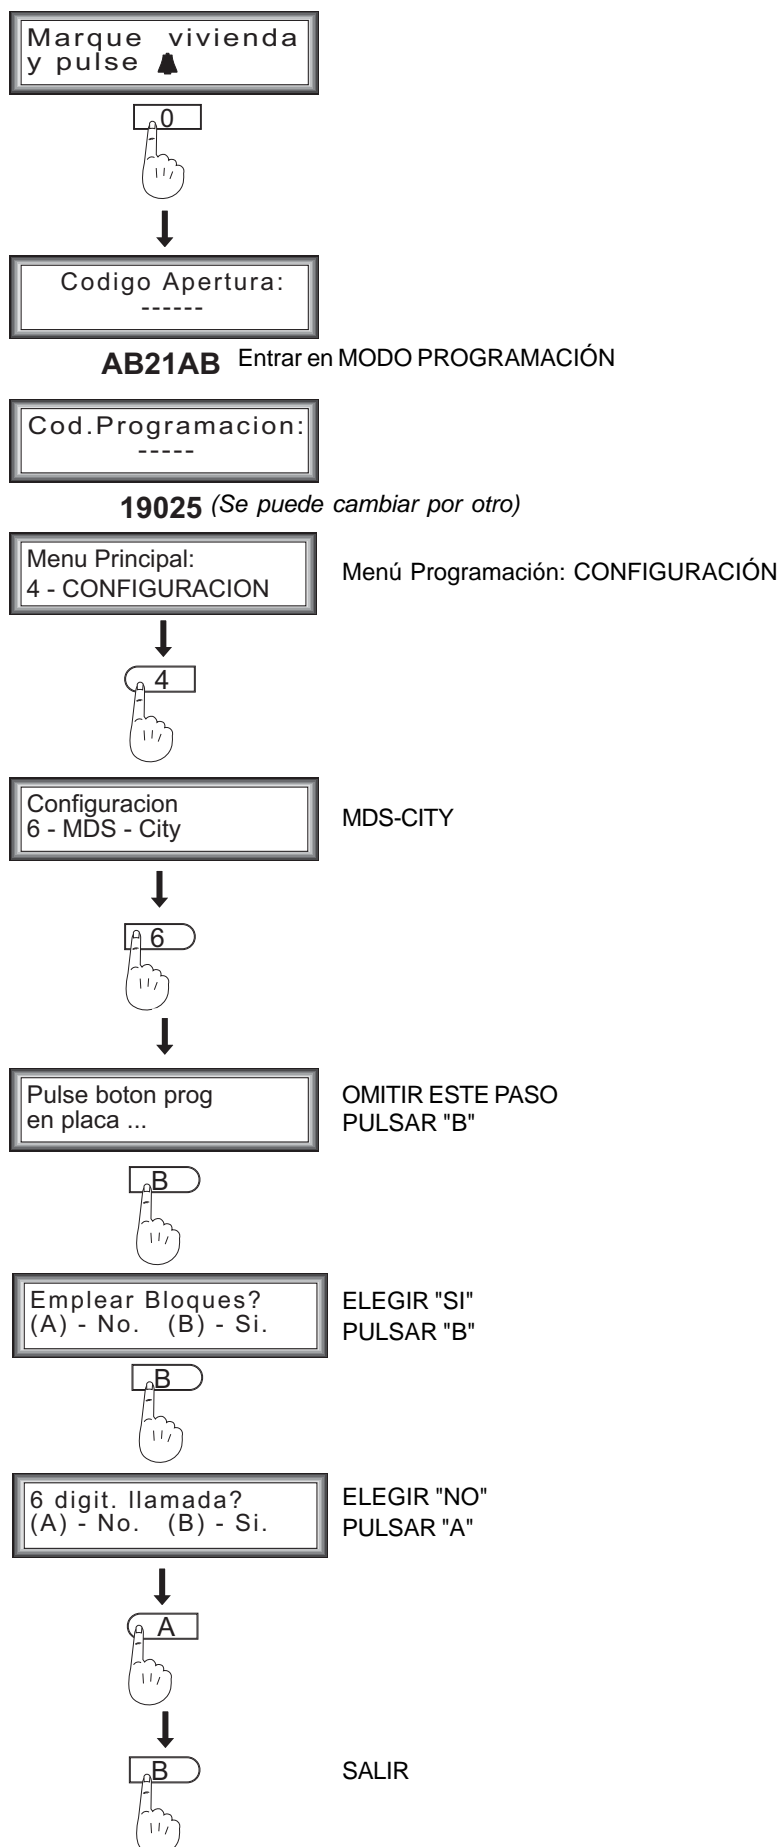 Marque vivienda
y pulse
0
Codigo Apertura:
------
AB21AB Entrar en MODO PROGRAMACIÓN
Cod.Programacion:
-----
19025 (Se puede cambiar por otro)
Menu Principal:
4 - CONFIGURACION
Menú Programación: CONFIGURACIÓN
4
Configuracion
6 - MDS - City
MDS-CITY
6
Pulse boton prog
en placa ...
OMITIR ESTE PASO
PULSAR "B"
B
Emplear Bloques?
(A) - No. (B) - Si.
ELEGIR "SI"
PULSAR "B"
B
6 digit. llamada?
(A) - No. (B) - Si.
ELEGIR "NO"
PULSAR "A"
A
B
SALIR